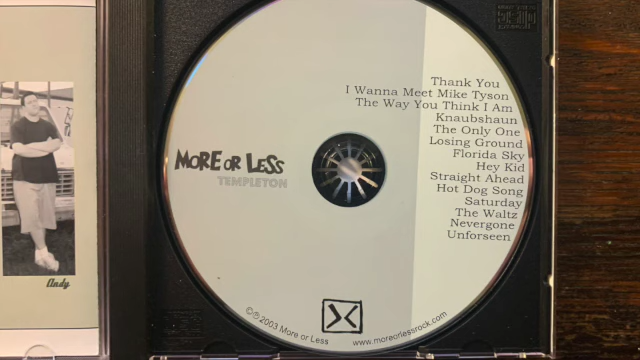 MORE OR LESS
TEMPLETON
Thank You
I Wanna Meet Mike Tyson
The Way You Think I Am
Knaubshaun
The Only One
Losing Ground
Florida Sky
Hey Kid
Straight Ahead
Hot Dog Song
Saturday
The Waltz
Nevergone
Unforseen
©℗ 2003 More or Less
www.moreorlessrock.com
Andy